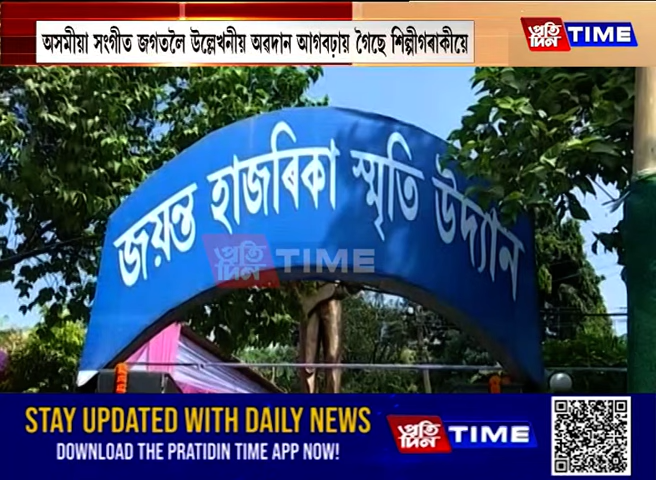 অসমীয়া সংগীত জগতলৈ উল্লেখনীয় অৱদান আগবঢ়ায় গৈছে শিল্পীগৰাকীয়ে
প্ৰতিদিন TIME
জয়ন্ত হাজৰিকা স্মৃতি উদ্যান
প্ৰতিদিন TIME
STAY UPDATED WITH DAILY NEWS
DOWNLOAD THE PRATIDIN TIME APP NOW!
প্ৰতিদিন TIME